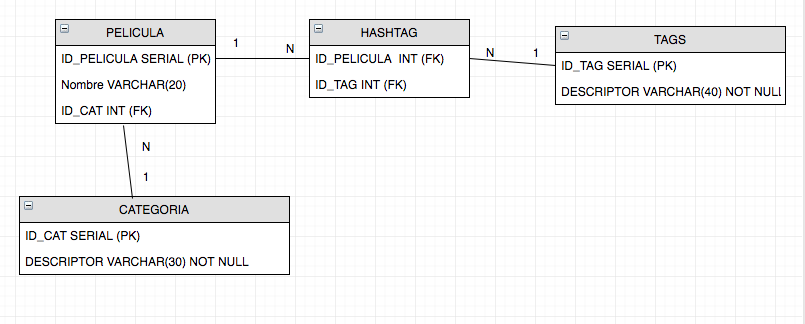 PELICULA
ID_PELICULA SERIAL (PK)
Nombre VARCHAR(20)
ID_CAT INT (FK)
1
N
HASHTAG
ID_PELICULA INT (FK)
ID_TAG INT (FK)
N
1
TAGS
ID_TAG SERIAL (PK)
DESCRIPTOR VARCHAR(40) NOT NULL
N
1
CATEGORIA
ID_CAT SERIAL (PK)
DESCRIPTOR VARCHAR(30) NOT NULL